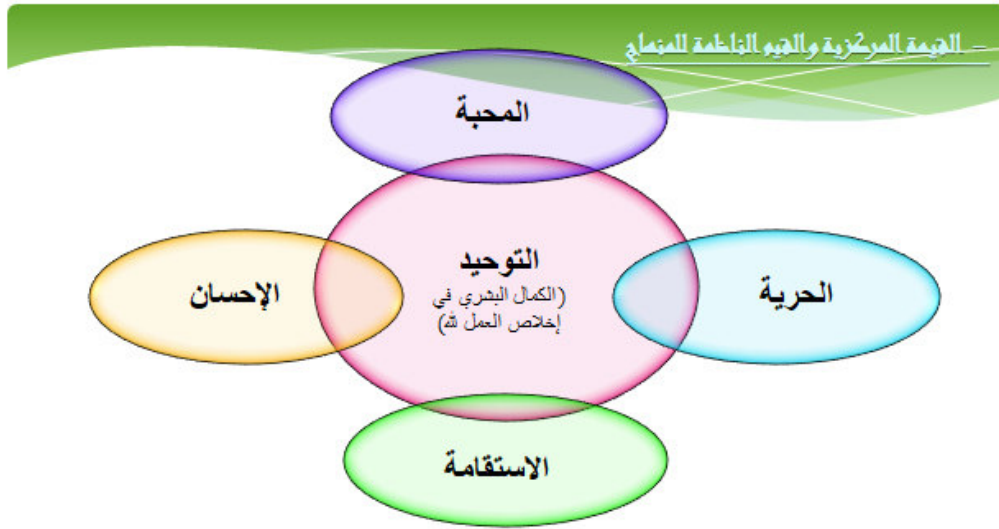 - القيمة المركزية والقيم الناظمة للمنهاج
المحبة
التوحيد
(الكمال البشري في
إخلاص العمل لله)
الحرية
الإحسان
الاستقامة